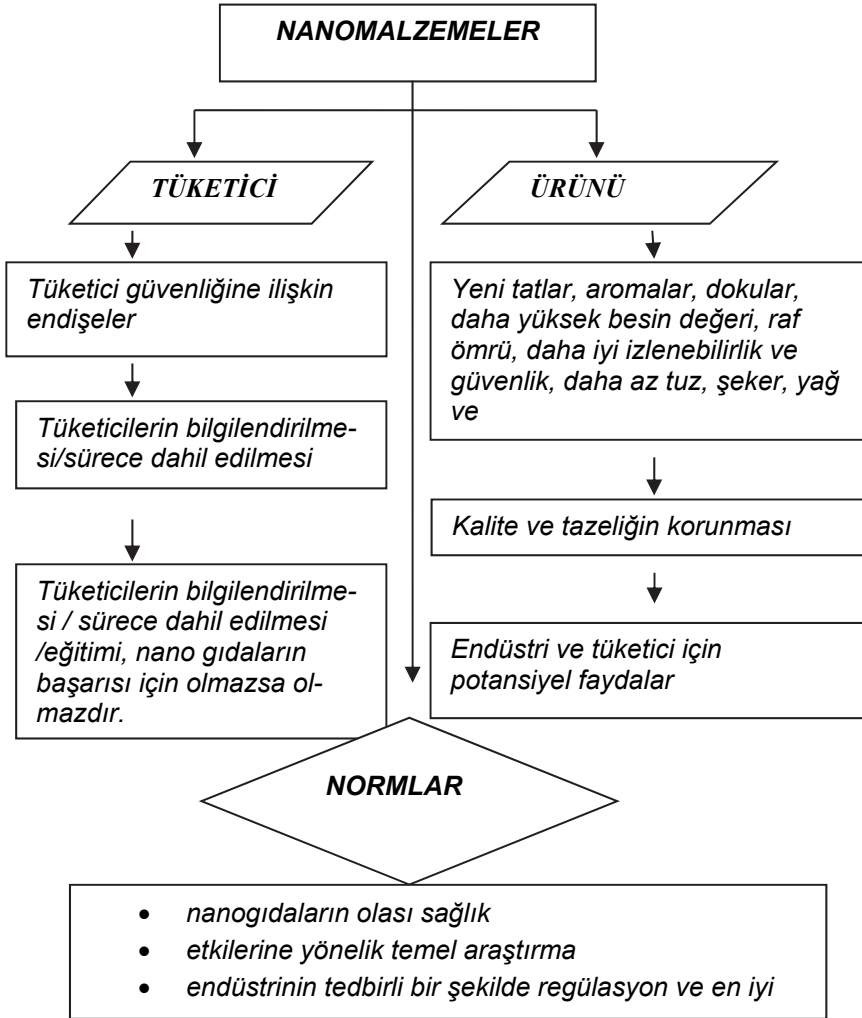 NANOMALZEMELER
TÜKETİCİ
Tüketici güvenliğine ilişkin
endişeler
Tüketicilerin bilgilendirilme-
si/sürece dahil edilmesi
Tüketicilerin bilgilendirilme-
si / sürece dahil edilmesi
/eğitimi, nano gıdaların
başarısı için olmazsa ol-
mazdır.
ÜRÜNÜ
Yeni tatlar, aromalar, dokular,
daha yüksek besin değeri, raf
ömrü, daha iyi izlenebilirlik ve
güvenlik, daha az tuz, şeker, yağ
ve
Kalite ve tazeliğin korunması
Endüstri ve tüketici için
potansiyel faydalar
NORMLAR
• nanogıdaların olası sağlık
• etkilerine yönelik temel araştırma
• endüstrinin tedbirli bir şekilde regülasyon ve en iyi